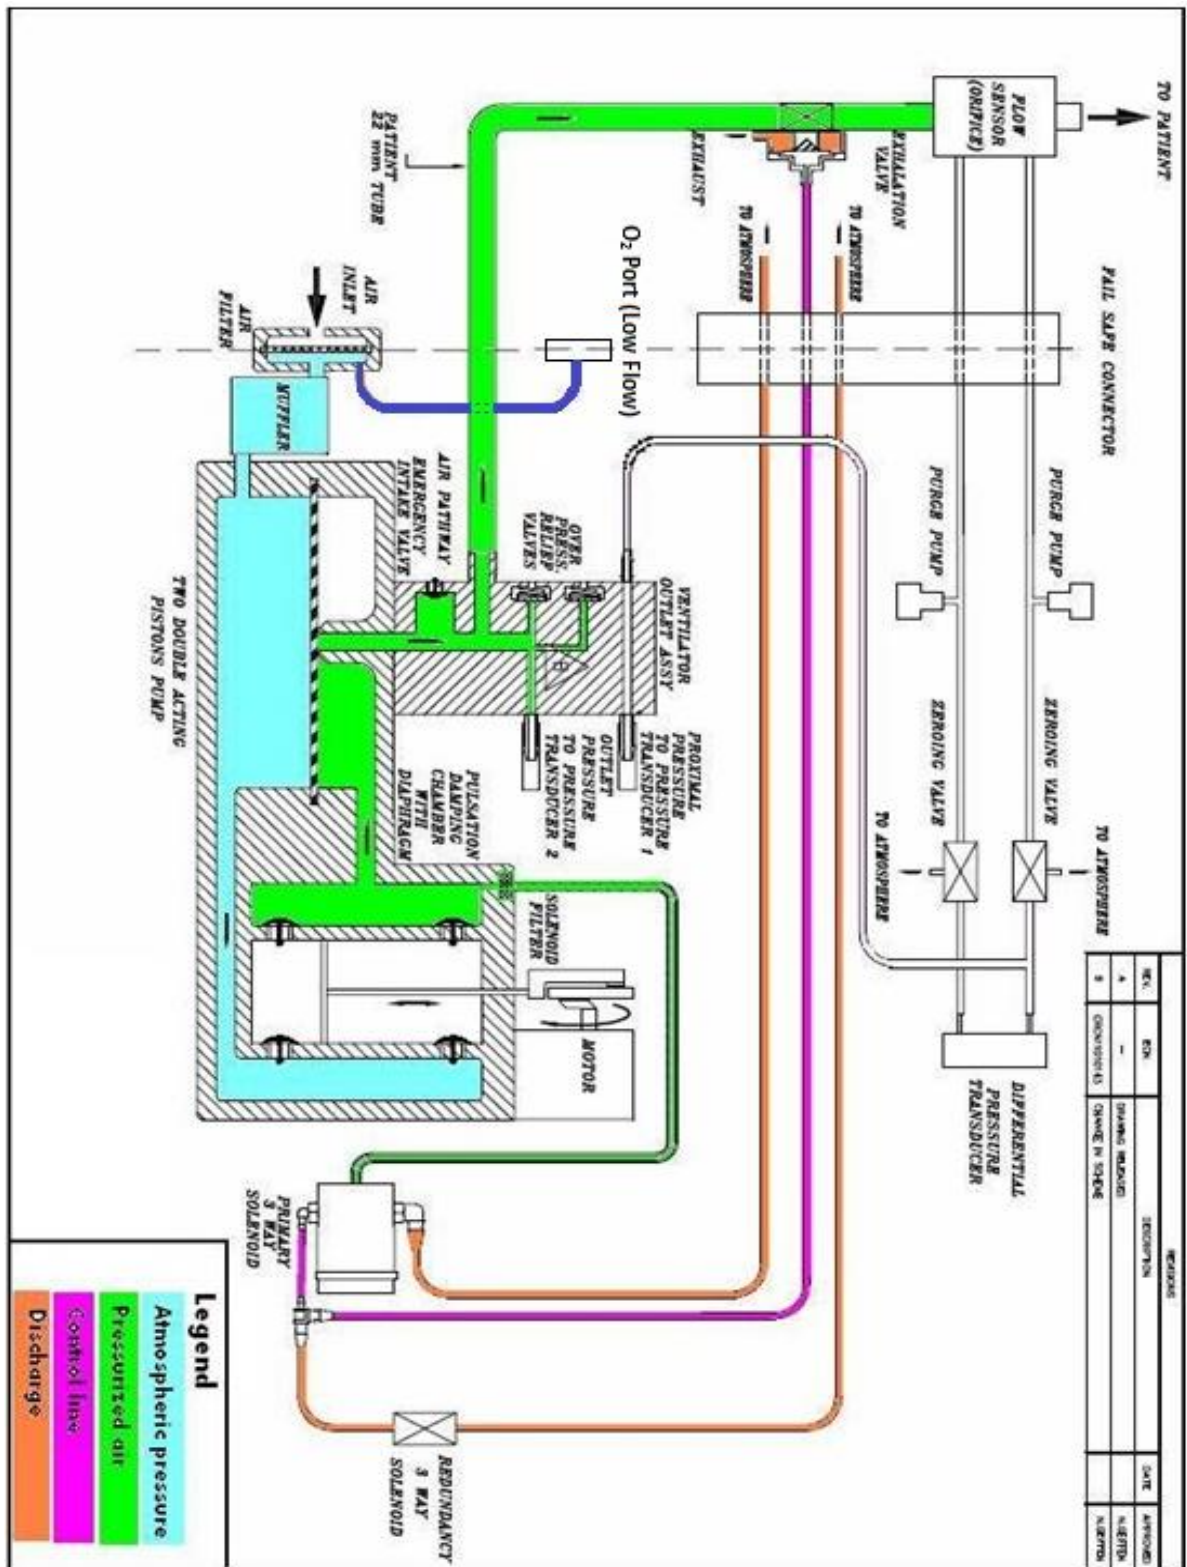 REVISIONS
REV. ECN DESCRIPTION DATE APPROVED
A — DRAWING RELEASED
B CHANGE IN SCHEME
TO PATIENT
FLOW
SENSOR
(ORIFICE)
FAIL SAFE CONNECTOR
PURGE PUMP
PURGE PUMP
ZEROING VALVE
ZEROING VALVE
TO ATMOSPHERE
TO ATMOSPHERE
DIFFERENTIAL
PRESSURE
TRANSDUCER
EXHALATION
VALVE
EXHAUST
TO ATMOSPHERE
TO ATMOSPHERE
O₂ Port (Low Flow)
PATIENT
22 mm TUBE
AIR
INLET
AIR
FILTER
MUFFLER
AIR PATHWAY
EMERGENCY
INTAKE VALVE
OVER
PRESS.
RELIEF
VALVES
VENTILATOR
OUTLET ASSY
PROXIMAL
PRESSURE
TO PRESSURE
TRANSDUCER 1
OUTLET
PRESSURE
TO PRESSURE
TRANSDUCER 2
PULSATION
DAMPING
CHAMBER
WITH
DIAPHRAGM
SOLENOID
FILTER
MOTOR
TWO DOUBLE ACTING
PISTONS PUMP
PRIMARY
3 WAY
SOLENOID
REDUNDANCY
3 WAY
SOLENOID
Legend
Atmospheric pressure
Pressurized air
Control line
Discharge